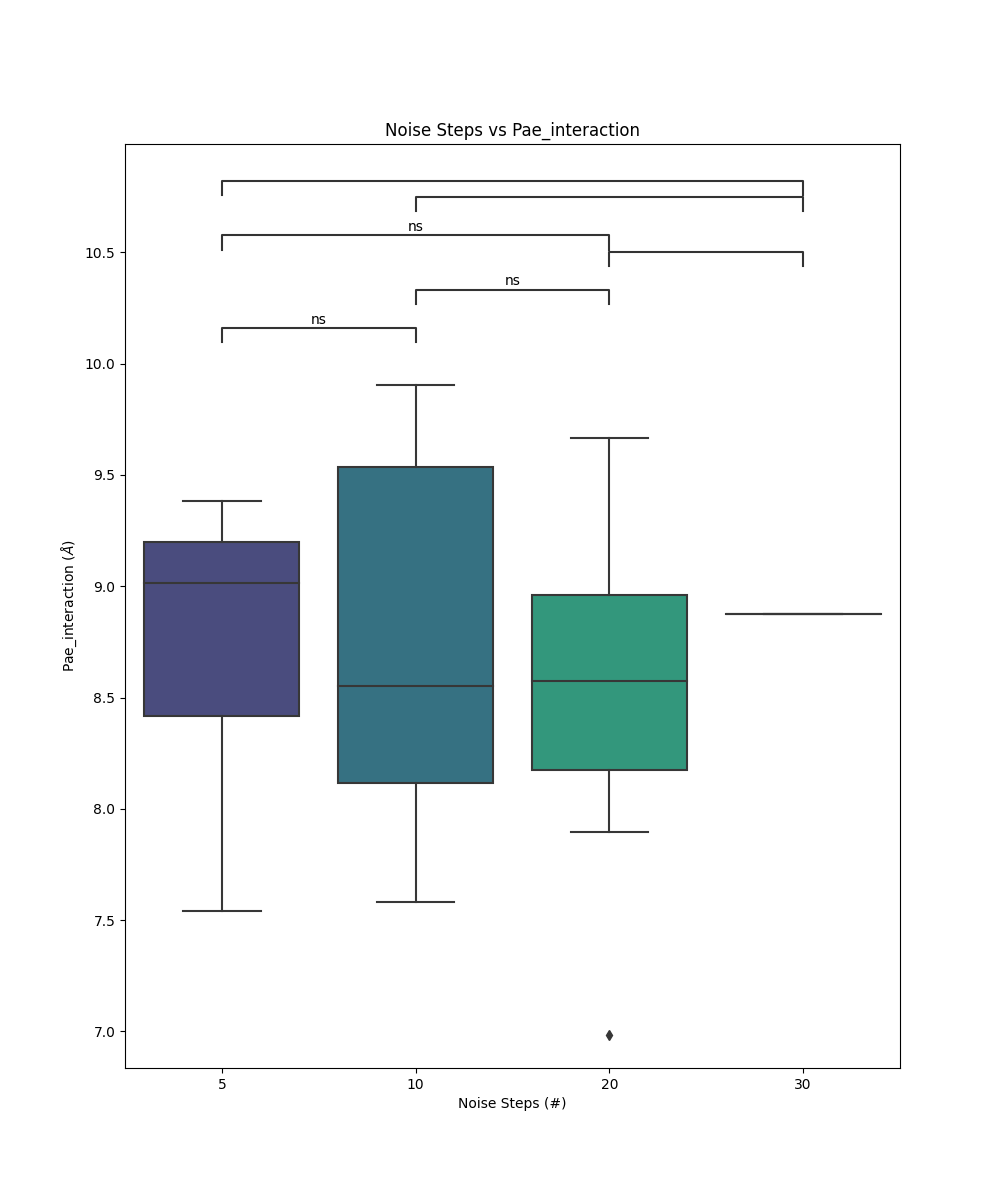 Noise Steps vs Pae_interaction
ns
ns
ns
10.5
10.0
9.5
9.0
8.5
8.0
7.5
7.0
Pae_interaction (Å)
5 10 20 30
Noise Steps (#)